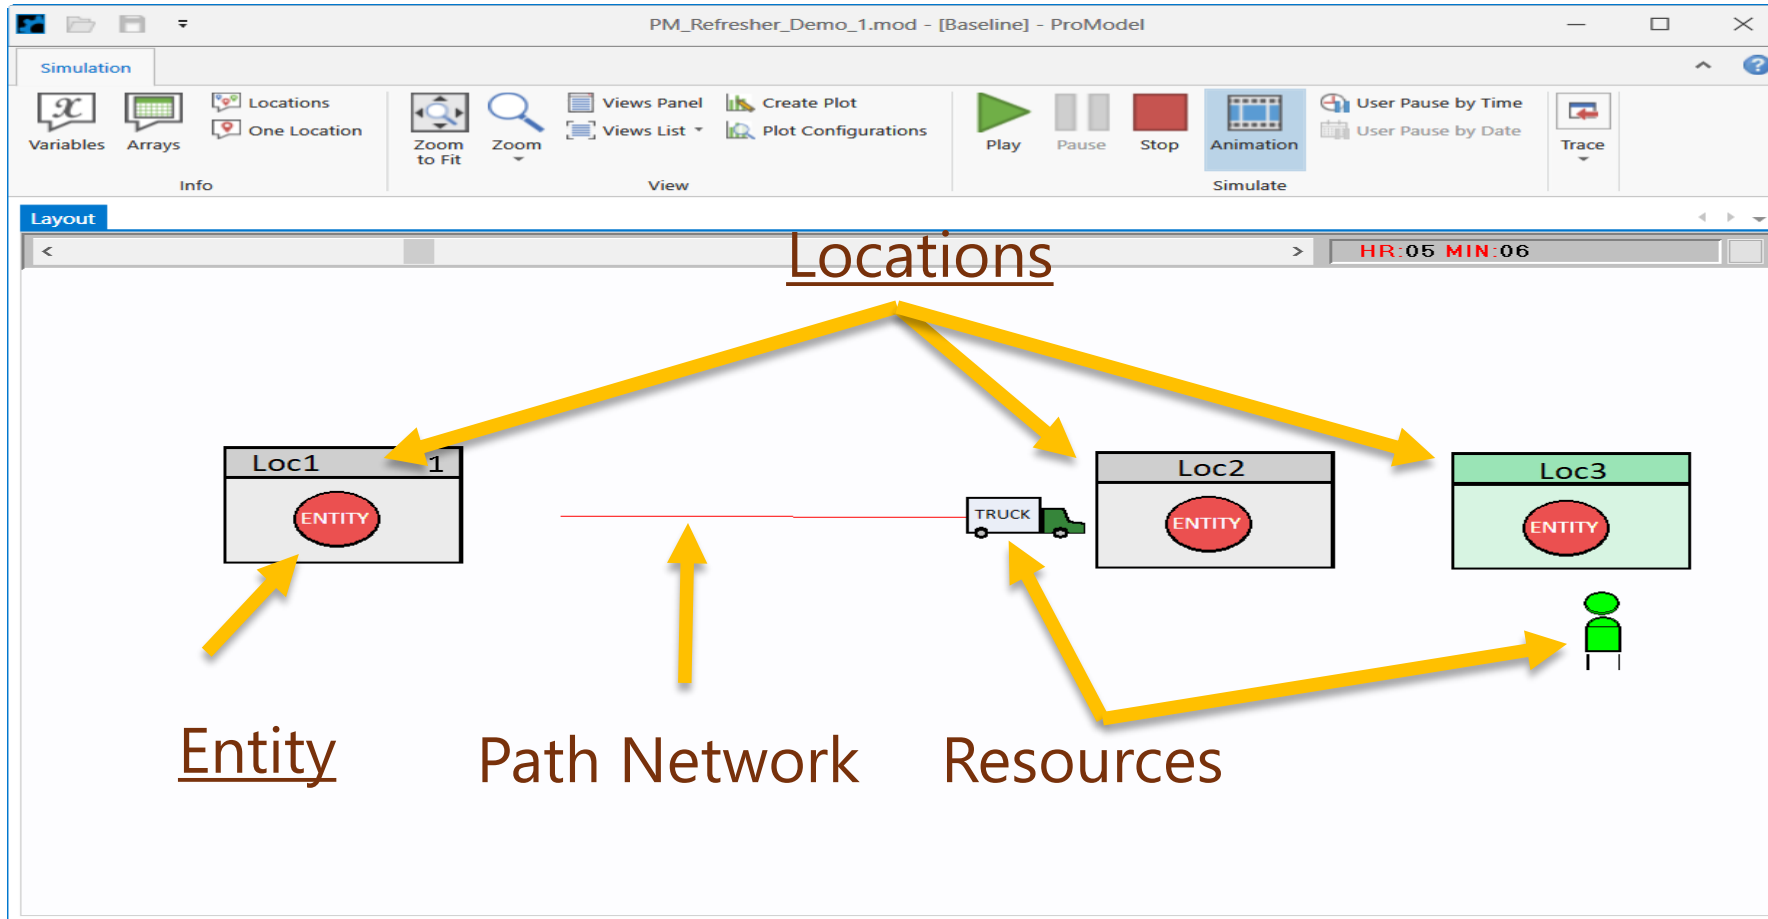 PM_Refresher_Demo_1.mod - [Baseline] - ProModel
Simulation
?
x
Variables
Arrays
Locations
One Location
Info
Zoom to Fit
Zoom
Views Panel
Views List
Create Plot
Plot Configurations
View
Play
Pause
Stop
Animation
User Pause by Time
User Pause by Date
Simulate
Trace
Layout
HR:05 MIN:06
Locations
Loc1 1
ENTITY
TRUCK
Loc2
ENTITY
Loc3
ENTITY
Entity
Path Network
Resources